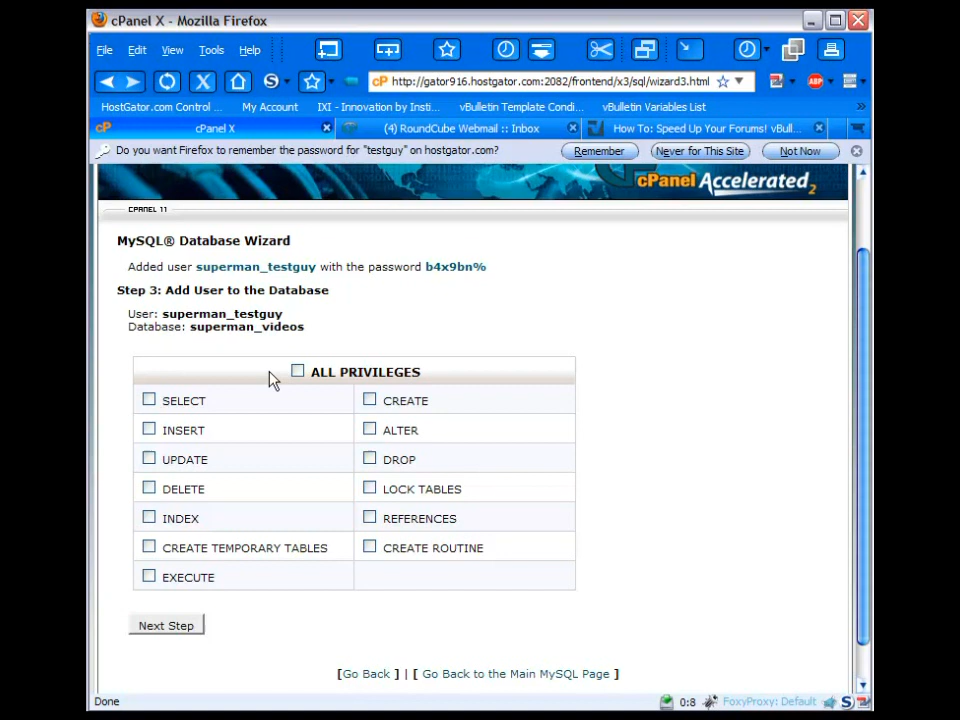 cPanel X - Mozilla Firefox
File Edit View Tools Help
cP http://gator916.hostgator.com:2082/frontend/x3/sql/wizard3.html
HostGator.com Control ... My Account IXI - Innovation by Insti... vBulletin Template Condi... vBulletin Variables List
cP cPanel X (4) RoundCube Webmail :: Inbox How To: Speed Up Your Forums! vBull...
Do you want Firefox to remember the password for "testguy" on hostgator.com? Remember Never for This Site Not Now
cPanel Accelerated2
CPANEL 11
MySQL® Database Wizard
Added user superman_testguy with the password b4x9bn%
Step 3: Add User to the Database
User: superman_testguy
Database: superman_videos
ALL PRIVILEGES
SELECT CREATE
INSERT ALTER
UPDATE DROP
DELETE LOCK TABLES
INDEX REFERENCES
CREATE TEMPORARY TABLES CREATE ROUTINE
EXECUTE
Next Step
[Go Back ] | [ Go Back to the Main MySQL Page ]
Done 0:8 FoxyProxy: Default S